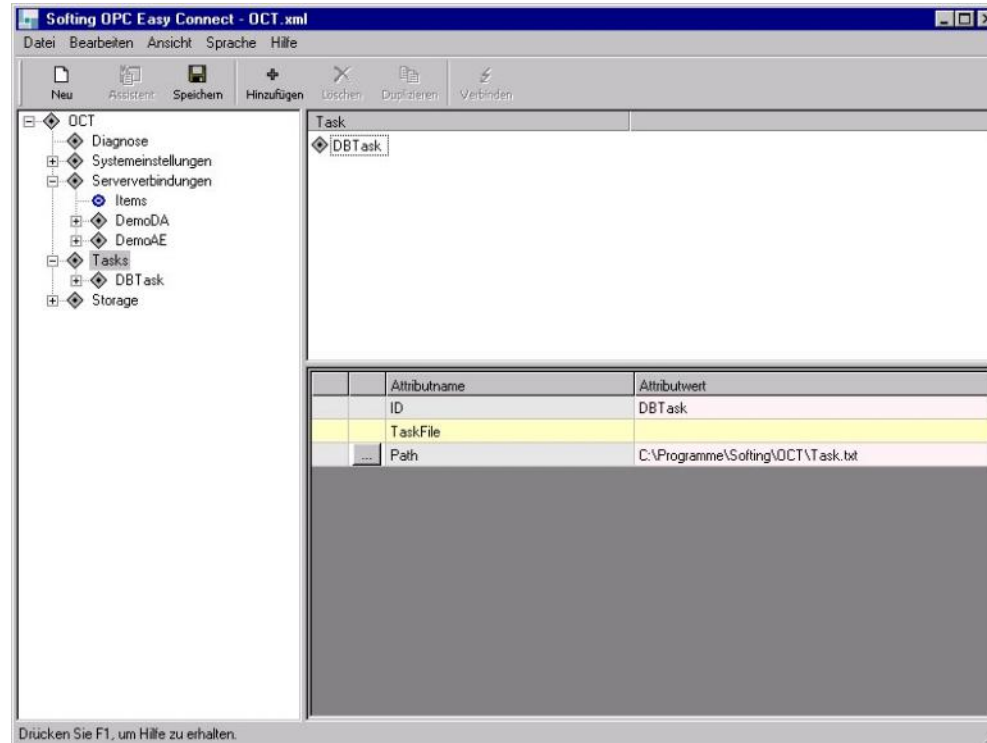 Softing OPC Easy Connect - OCT.xml
Datei Bearbeiten Ansicht Sprache Hilfe
Neu Assistent Speichern Hinzufügen Löschen Duplizieren Verbinden
OCT
Diagnose
Systemeinstellungen
Serververbindungen
Items
DemoDA
DemoAE
Tasks
DBTask
Storage
Task
DBTask
Attributname Attributwert
ID DBTask
TaskFile
... Path C:\Programme\Softing\OCT\Task.txt
Drücken Sie F1, um Hilfe zu erhalten.